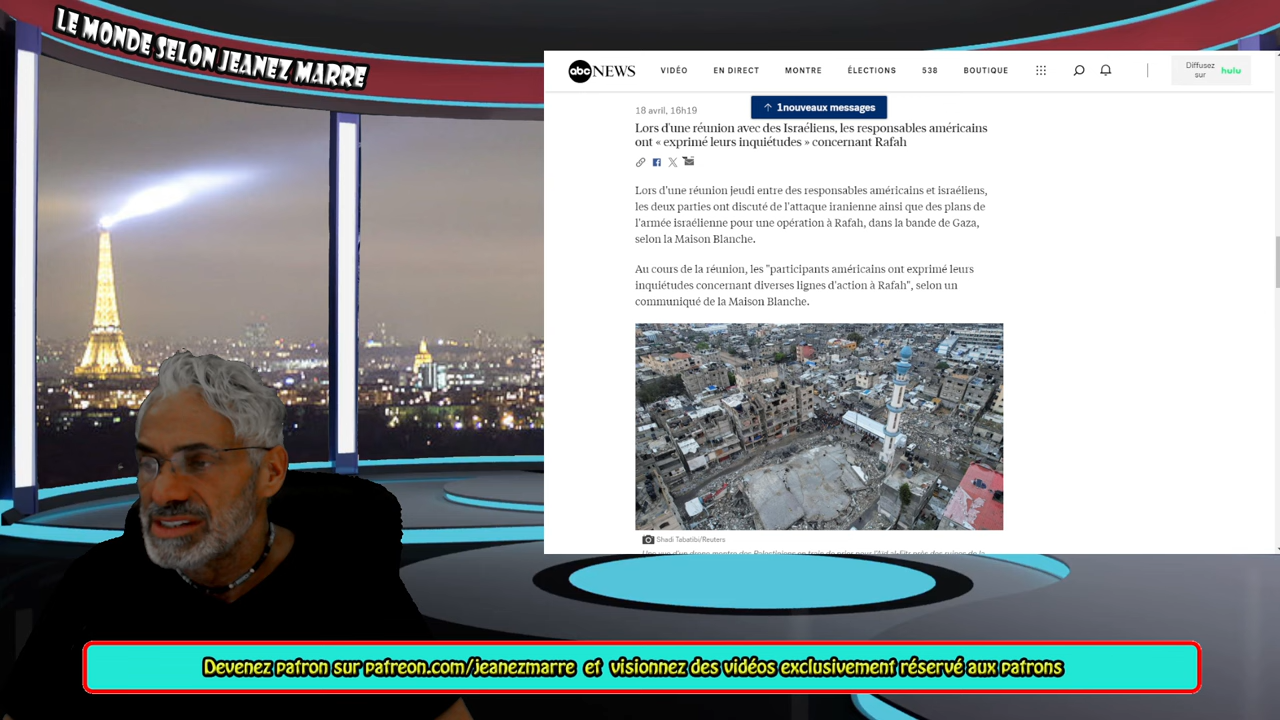 LE MONDE SELON JEANEZ MARRE
abc NEWS VIDÉO EN DIRECT MONTRE ÉLECTIONS 538 BOUTIQUE Diffusez sur hulu
1nouveaux messages
18 avril, 16h19
Lors d'une réunion avec des Israéliens, les responsables américains
ont « exprimé leurs inquiétudes » concernant Rafah
Lors d'une réunion jeudi entre des responsables américains et israéliens,
les deux parties ont discuté de l'attaque iranienne ainsi que des plans de
l'armée israélienne pour une opération à Rafah, dans la bande de Gaza,
selon la Maison Blanche.
Au cours de la réunion, les "participants américains ont exprimé leurs
inquiétudes concernant diverses lignes d'action à Rafah", selon un
communiqué de la Maison Blanche.
Shadi Tabatibi/Reuters
Devenez patron sur patreon.com/jeanezmarre et visionnez des vidéos exclusivement réservé aux patrons